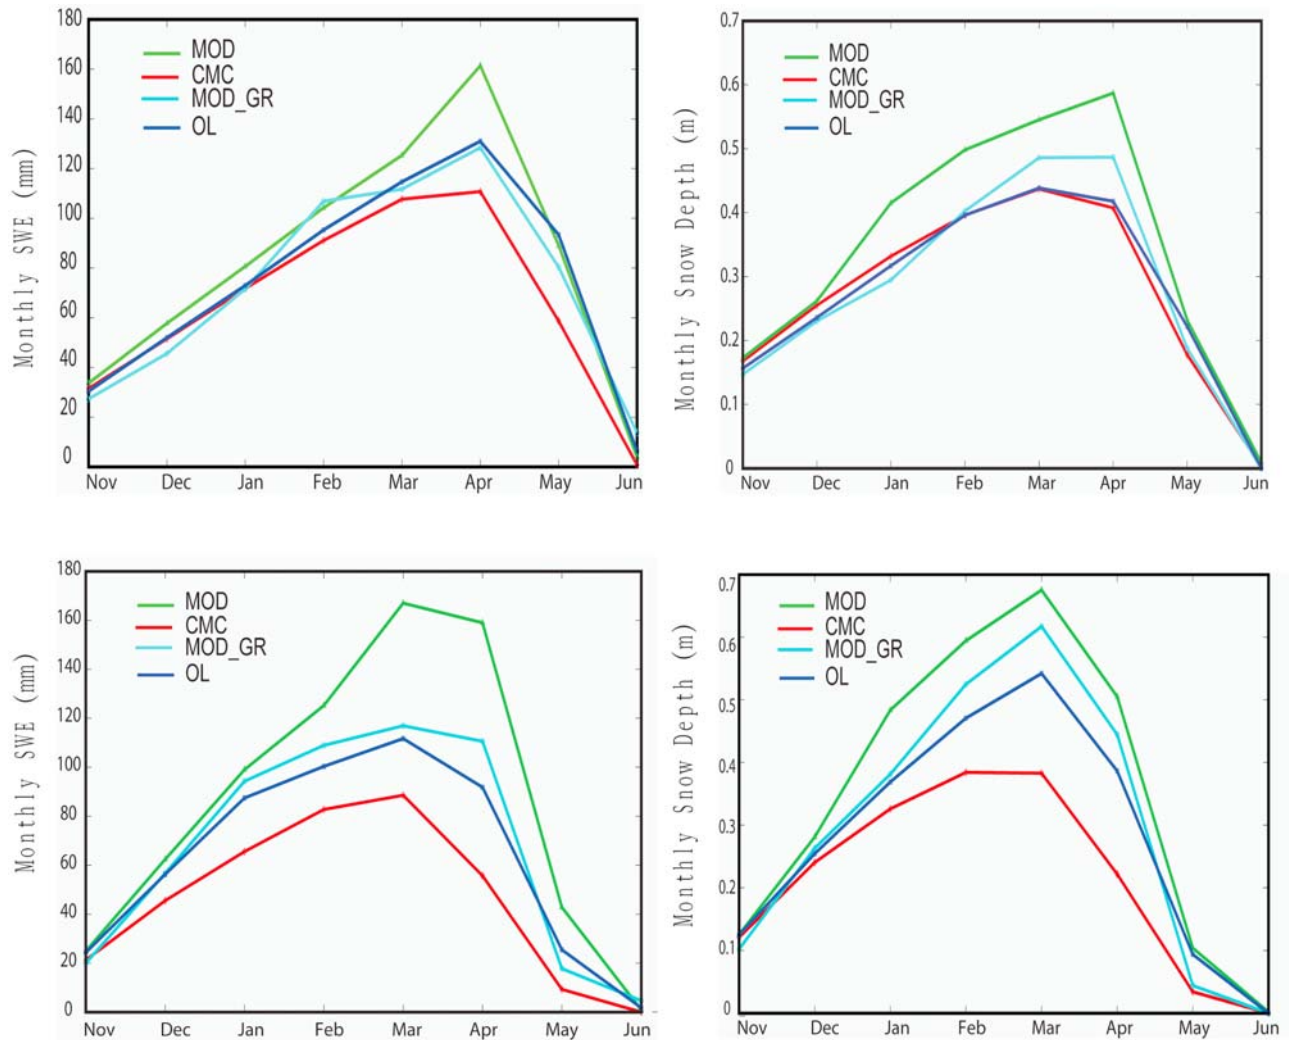 180
160
140
120
100
80
60
40
20
0
Monthly SWE (mm)
MOD
CMC
MOD_GR
OL
Nov Dec Jan Feb Mar Apr May Jun
0.7
0.6
0.5
0.4
0.3
0.2
0.1
0
Monthly Snow Depth (m)
MOD
CMC
MOD_GR
OL
Nov Dec Jan Feb Mar Apr May Jun
180
160
140
120
100
80
60
40
20
0
Monthly SWE (mm)
MOD
CMC
MOD_GR
OL
Nov Dec Jan Feb Mar Apr May Jun
0.7
0.6
0.5
0.4
0.3
0.2
0.1
0
Monthly Snow Depth (m)
MOD
CMC
MOD_GR
OL
Nov Dec Jan Feb Mar Apr May Jun